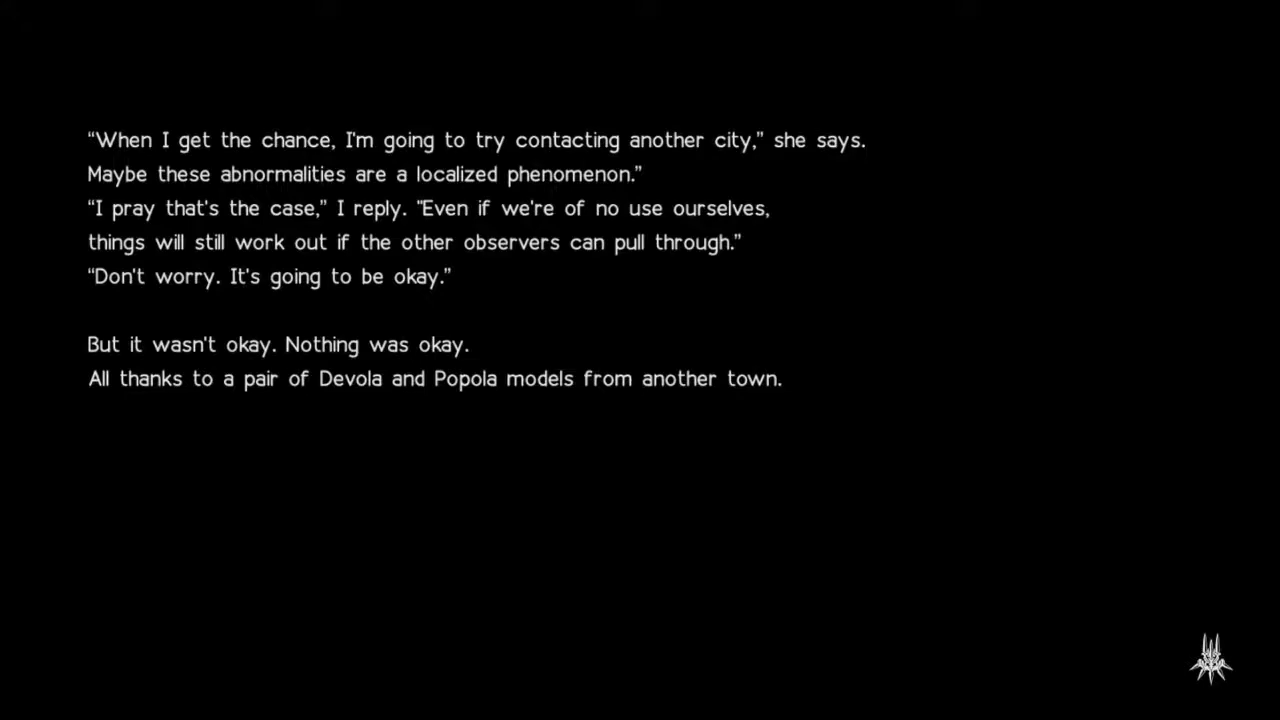 “When I get the chance, I'm going to try contacting another city,” she says.
Maybe these abnormalities are a localized phenomenon.”
“I pray that's the case,” I reply. “Even if we're of no use ourselves,
things will still work out if the other observers can pull through.”
“Don't worry. It's going to be okay.”
But it wasn't okay. Nothing was okay.
All thanks to a pair of Devola and Popola models from another town.